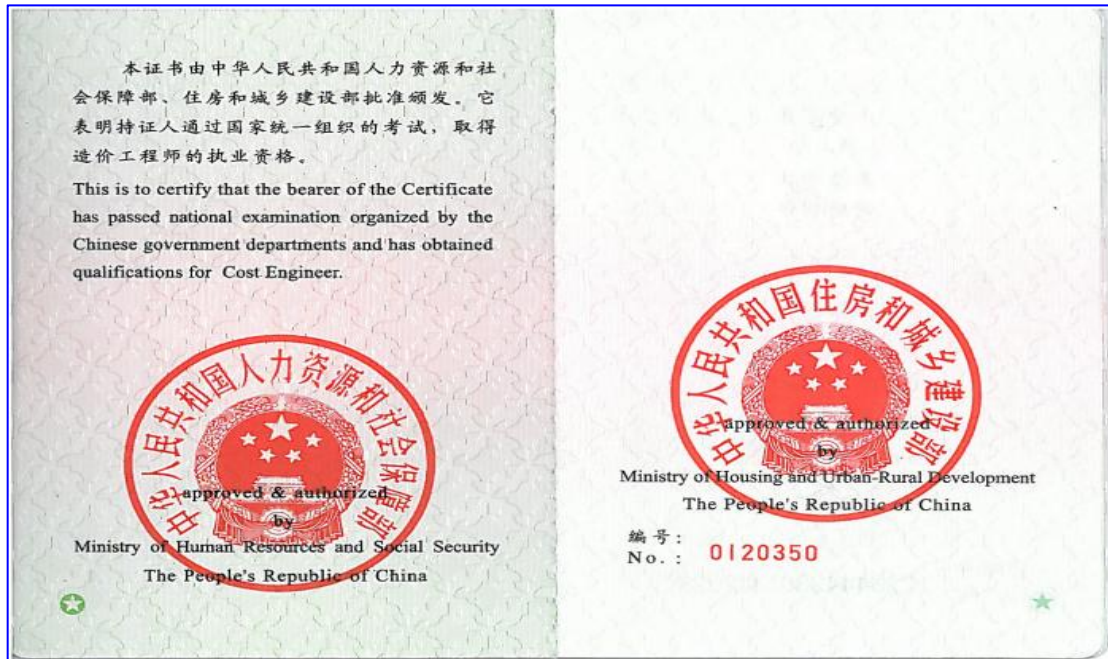 本证书由中华人民共和国人力资源和社
会保障部、住房和城乡建设部批准颁发。它
表明持证人通过国家统一组织的考试，取得
造价工程师的执业资格。
This is to certify that the bearer of the Certificate
has passed national examination organized by the
Chinese government departments and has obtained
qualifications for Cost Engineer.
中华人民共和国人力资源和社会保障部
approved & authorized
by
Ministry of Human Resources and Social Security
The People's Republic of China
中华人民共和国住房和城乡建设部
approved & authorized
by
Ministry of Housing and Urban-Rural Development
The People's Republic of China
编号:
No.: 0120350